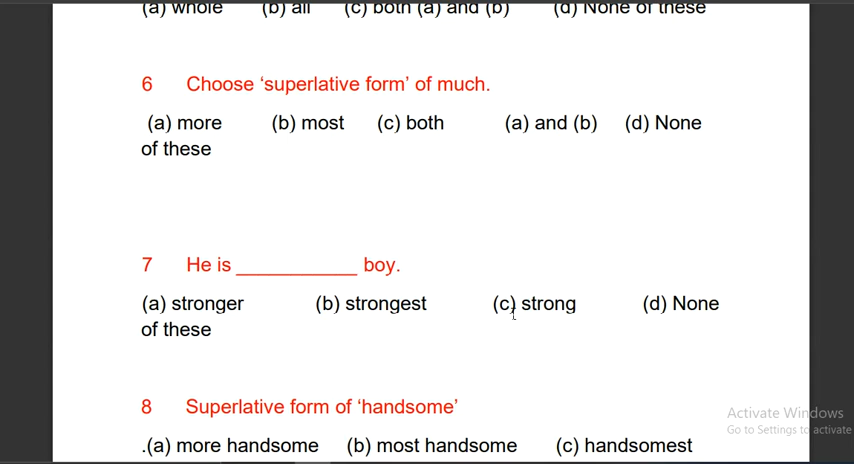 (a) whole (b) all (c) both (a) and (b) (d) None of these
6 Choose ‘superlative form’ of much.
(a) more (b) most (c) both (a) and (b) (d) None
of these
7 He is ___________ boy.
(a) stronger (b) strongest (c) strong (d) None
of these
8 Superlative form of ‘handsome’
.(a) more handsome (b) most handsome (c) handsomest
Activate Windows
Go to Settings to activate